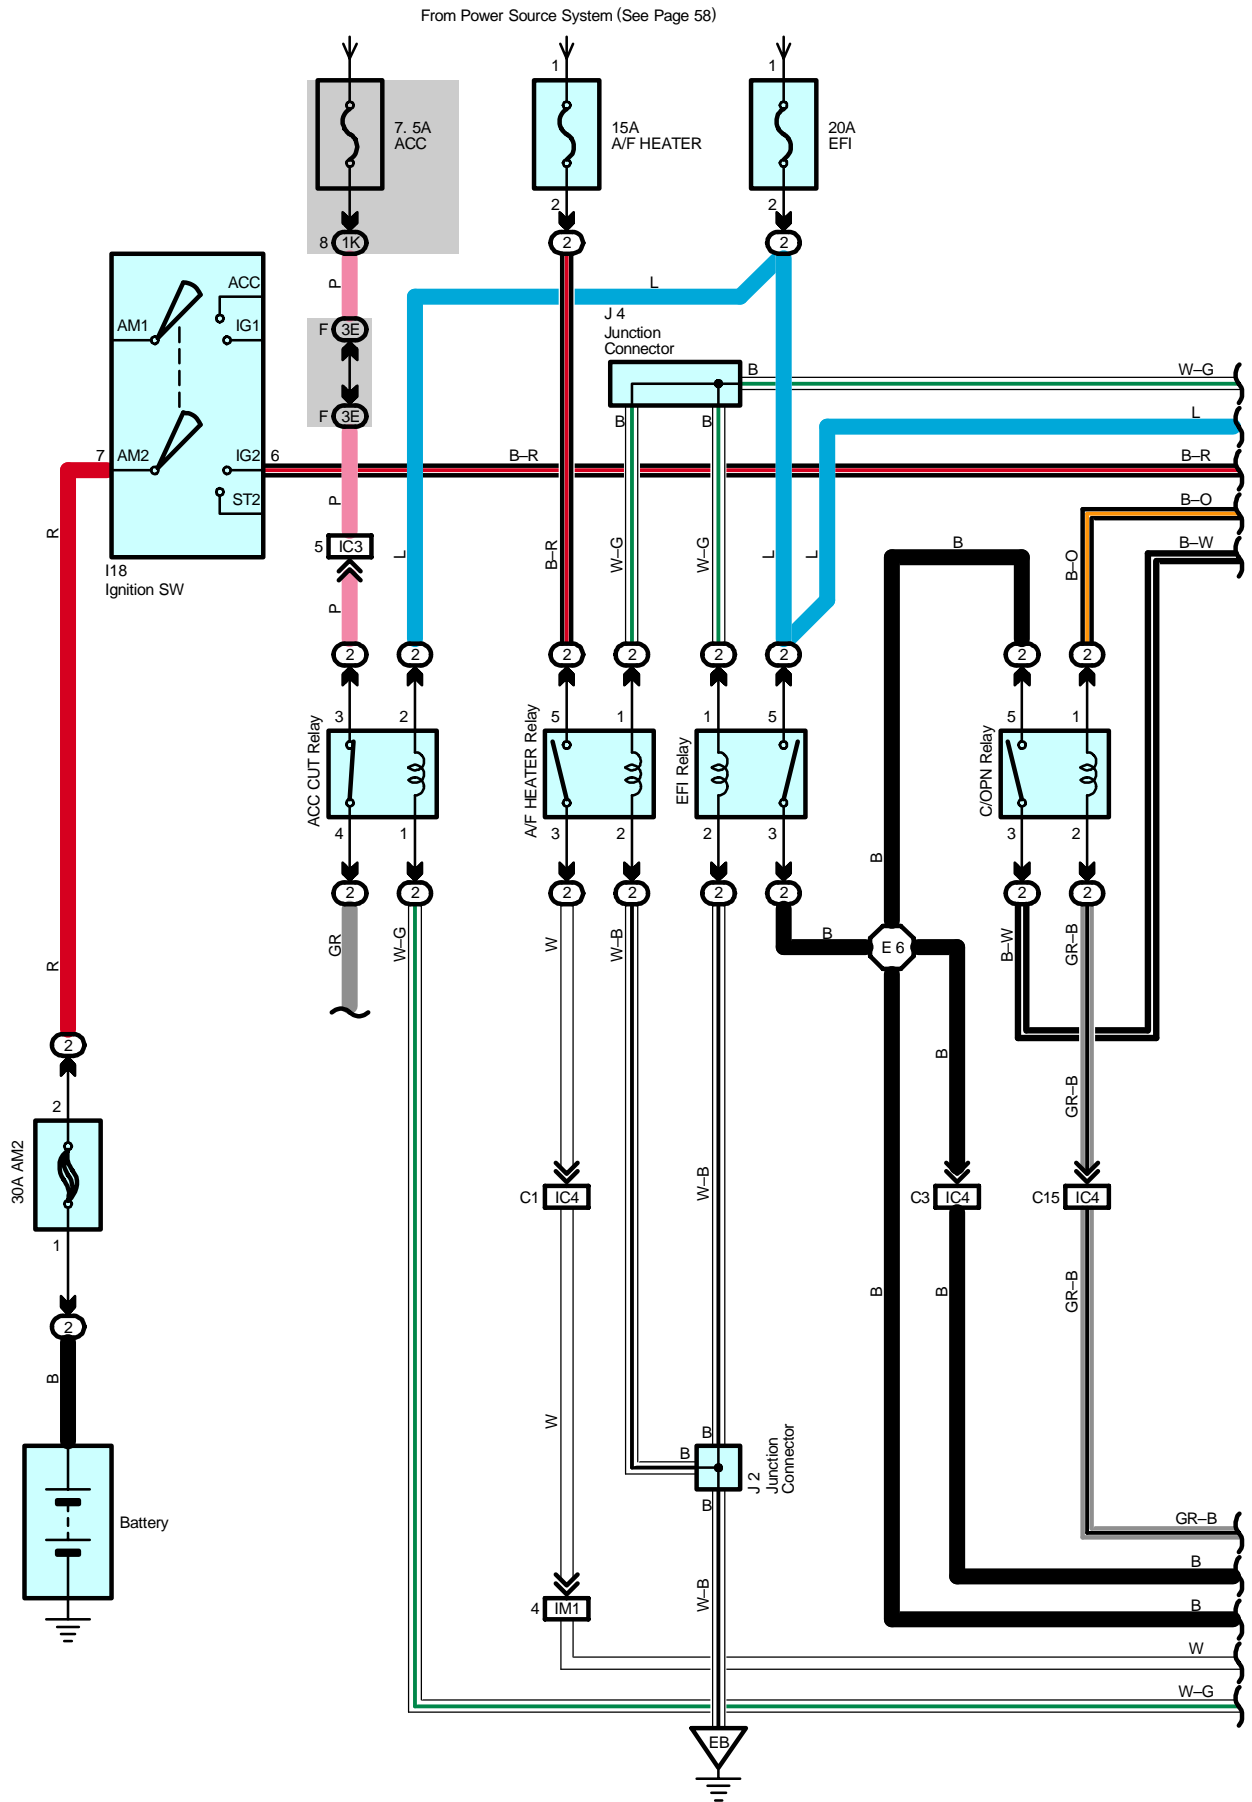 From Power Source System (See Page 58)
1
1
7. 5A
ACC
15A
A/F HEATER
20A
EFI
2
2
8
1K
2
2
P
L
ACC
J 4
Junction
Connector
AM1
IG1
F
3E
B
W–G
F
3E
B
B
L
7
AM2
IG2
6
B–R
B–R
ST2
P
B–O
R
L
B–R
W–G
W–G
L
L
B
B–O
B–W
5
IC3
I18
Ignition SW
P
2
2
2
2
2
2
2
2
3
2
5
1
1
5
5
1
ACC CUT Relay
A/F HEATER Relay
EFI Relay
C/OPN Relay
4
1
3
2
2
3
3
2
B
2
2
2
2
2
2
2
2
GR
W–G
W
W–B
B
E 6
B–W
GR–B
R
2
B
GR–B
2
30A AM2
C1
IC4
W–B
C3
IC4
C15
IC4
1
B
B
GR–B
2
B
W
B
B
J 2
Junction
Connector
B
Battery
GR–B
B
W–B
4
IM1
B
W
W–G
EB